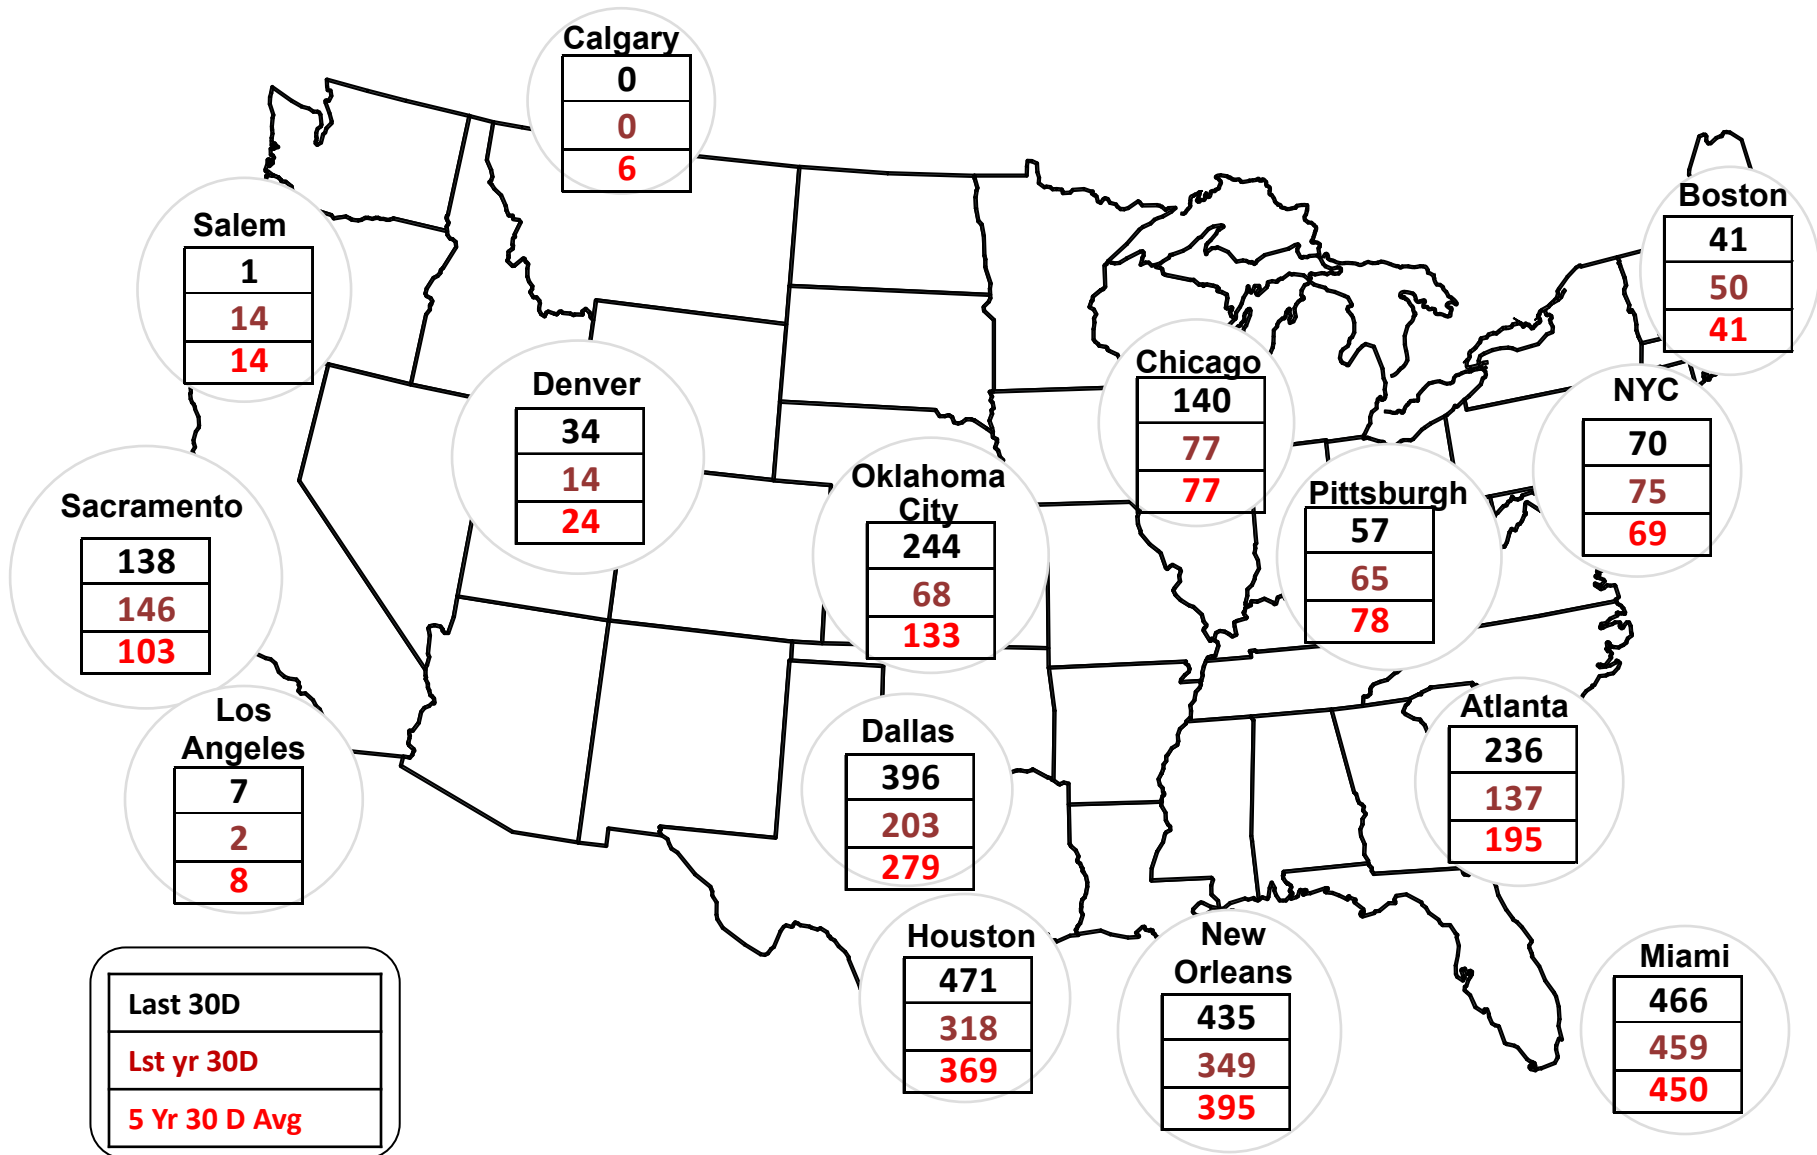 Calgary
0
0
6
Salem
1
14
14
Boston
41
50
41
Denver
34
14
24
Chicago
140
77
77
NYC
70
75
69
Oklahoma
City
244
68
133
Pittsburgh
57
65
78
Sacramento
138
146
103
Los
Angeles
7
2
8
Dallas
396
203
279
Atlanta
236
137
195
Houston
471
318
369
New
Orleans
435
349
395
Miami
466
459
450
Last 30D
Lst yr 30D
5 Yr 30 D Avg